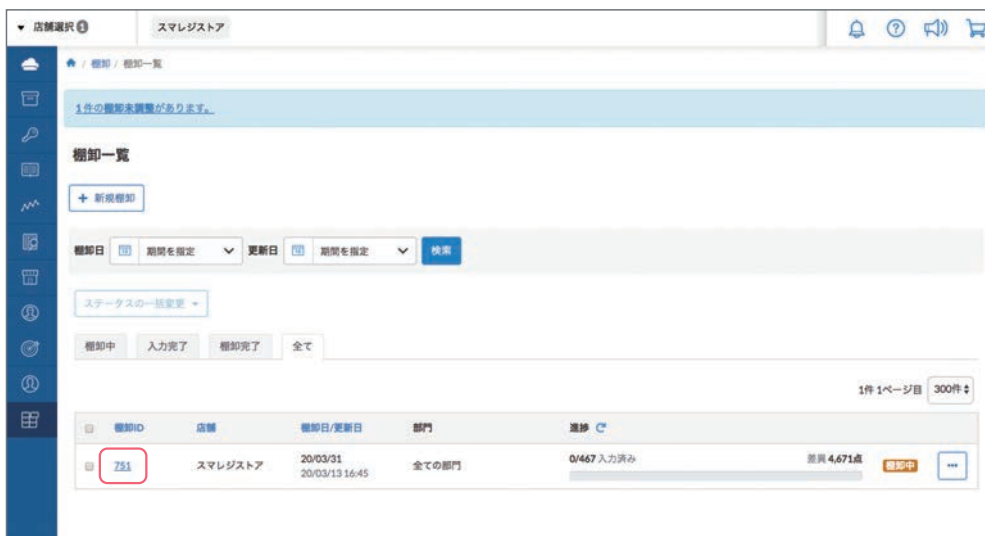 ▼ 店舗選択 1 スマレジストア
/ 棚卸 / 棚卸一覧
1件の棚卸未調整があります。
棚卸一覧
+ 新規棚卸
棚卸日 期間を指定 更新日 期間を指定 検索
ステータスの一括変更
棚卸中 入力完了 棚卸完了 全て
1件 1ページ目 300件
棚卸ID 店舗 棚卸日/更新日 部門 進捗
751 スマレジストア 20/03/31 全ての部門 0/467 入力済み 差異 4,671点 棚卸中 ...
20/03/13 16:45